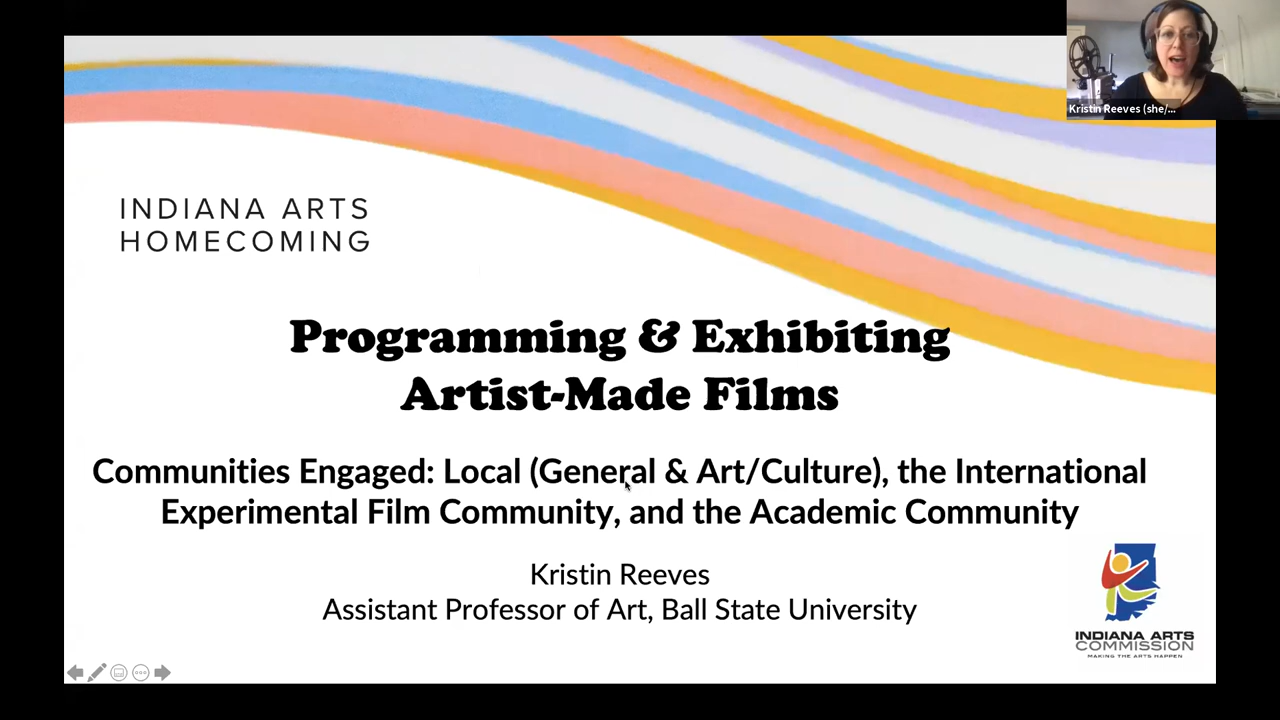 Kristin Reeves (she/...
INDIANA ARTS
HOMECOMING
Programming & Exhibiting
Artist-Made Films
Communities Engaged: Local (General & Art/Culture), the International
Experimental Film Community, and the Academic Community
Kristin Reeves
Assistant Professor of Art, Ball State University
INDIANA ARTS
COMMISSION
MAKING THE ARTS HAPPEN